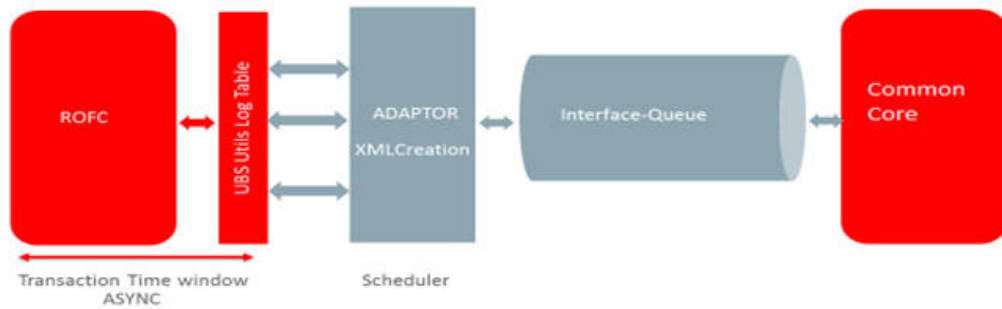 ROFC
UBS Utils Log Table
ADAPTOR
XMLCreation
Interface-Queue
Common
Core
Transaction Time window
ASYNC
Scheduler